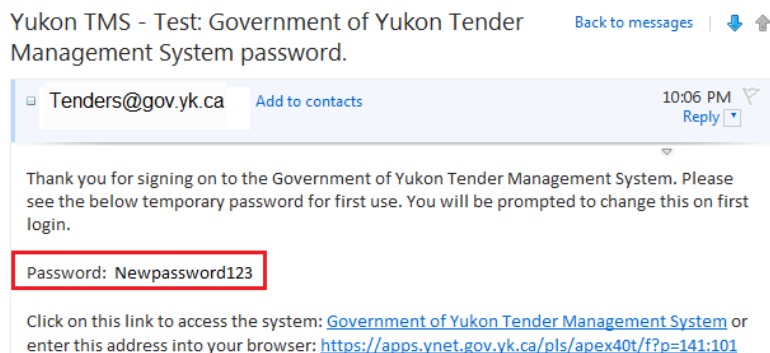 Yukon TMS - Test: Government of Yukon Tender Back to messages
Management System password.
Tenders@gov.yk.ca Add to contacts 10:06 PM
Reply
Thank you for signing on to the Government of Yukon Tender Management System. Please
see the below temporary password for first use. You will be prompted to change this on first
login.
Password: Newpassword123
Click on this link to access the system: Government of Yukon Tender Management System or
enter this address into your browser: https://apps.ynet.gov.yk.ca/pls/apex40t/f?p=141:101